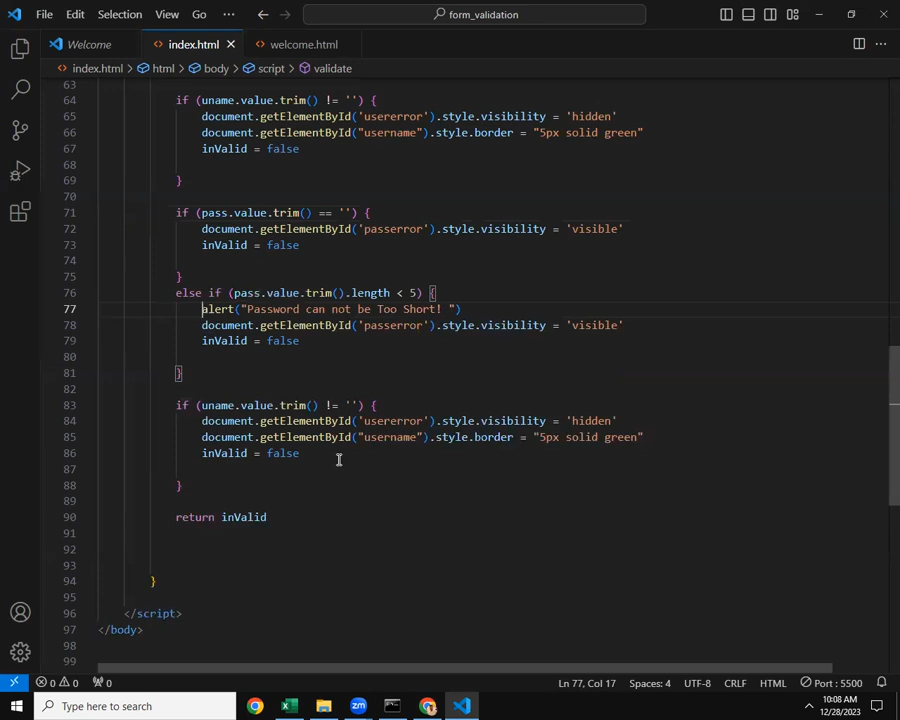 File Edit Selection View Go ··· form_validation
Welcome index.html welcome.html
index.html > html > body > script > validate
63
64 if (uname.value.trim() != '') {
65 document.getElementById('usererror').style.visibility = 'hidden'
66 document.getElementById("username").style.border = "5px solid green"
67 inValid = false
68
69 }
70
71 if (pass.value.trim() == '') {
72 document.getElementById('passerror').style.visibility = 'visible'
73 inValid = false
74
75 }
76 else if (pass.value.trim().length < 5) {
77 alert("Password can not be Too Short! ")
78 document.getElementById('passerror').style.visibility = 'visible'
79 inValid = false
80
81 }
82
83 if (uname.value.trim() != '') {
84 document.getElementById('usererror').style.visibility = 'hidden'
85 document.getElementById("username").style.border = "5px solid green"
86 inValid = false
87
88 }
89
90 return inValid
91
92
93
94 }
95
96 </script>
97 </body>
98
99
0 0 0 Ln 77, Col 17 Spaces: 4 UTF-8 CRLF HTML Port : 5500
Type here to search zm 10:08 AM
12/28/2023